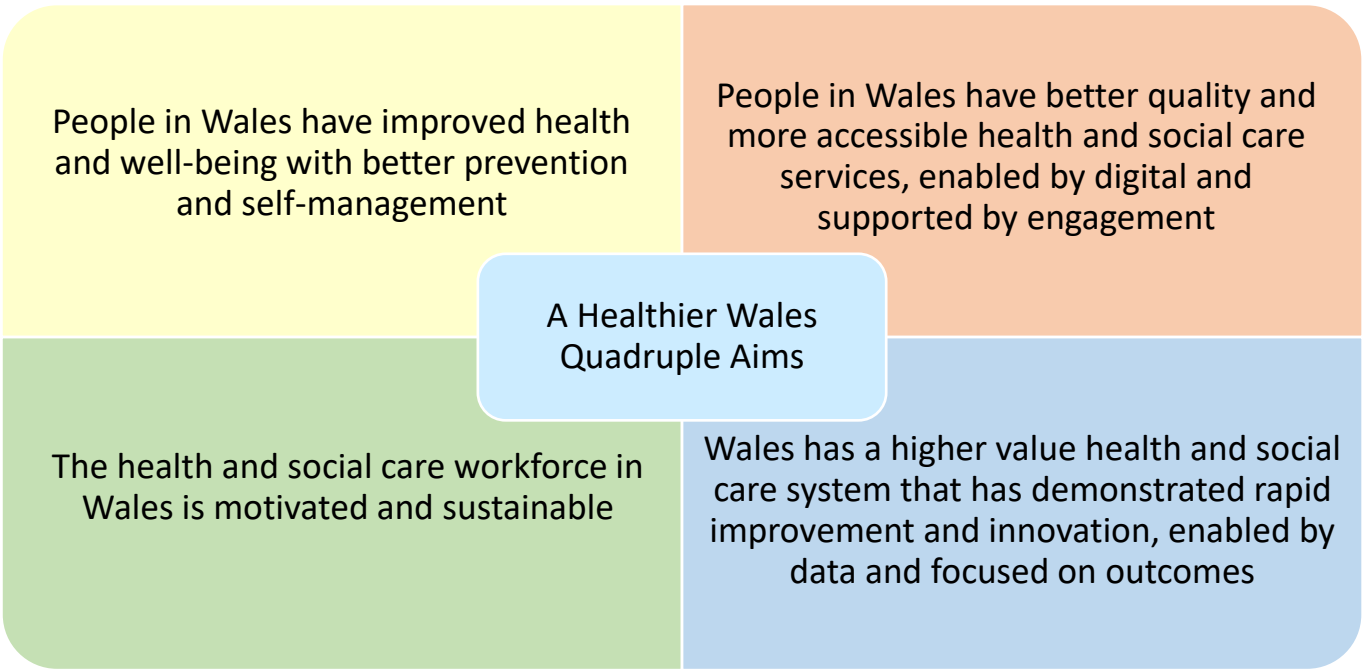 People in Wales have improved health
and well-being with better prevention
and self-management
People in Wales have better quality and
more accessible health and social care
services, enabled by digital and
supported by engagement
A Healthier Wales
Quadruple Aims
The health and social care workforce in
Wales is motivated and sustainable
Wales has a higher value health and social
care system that has demonstrated rapid
improvement and innovation, enabled by
data and focused on outcomes